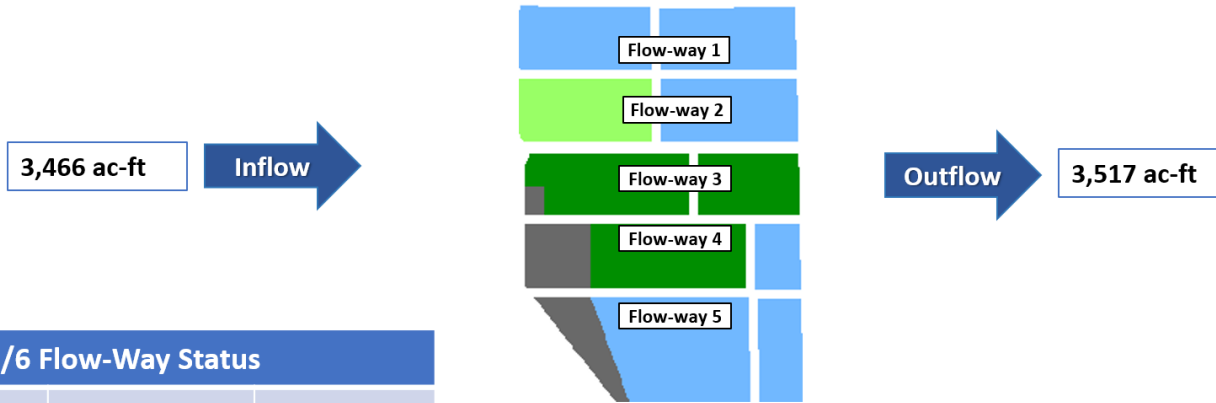 Flow-way 1
Flow-way 2
3,466 ac-ft
Inflow
Flow-way 3
Outflow
3,517 ac-ft
Flow-way 4
Flow-way 5
/6 Flow-Way Status